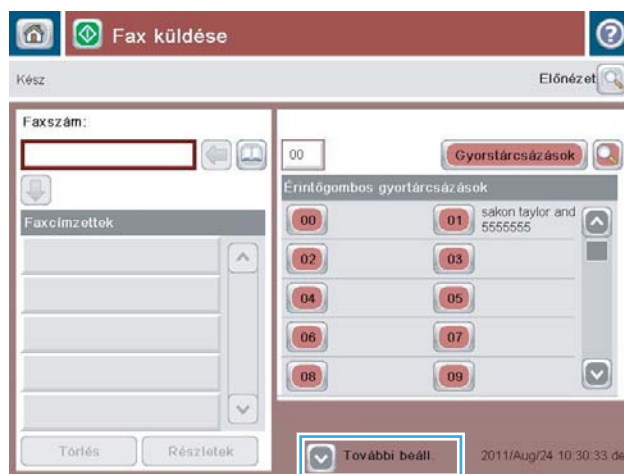 Fax küldése
Kész
Előnézet
Faxszám:
00
Gyorstárcsázások
Érintőgombos gyortárcsázások
Faxcímzettek
00
01 sakon taylor and
5555555
02
03
04
05
06
07
08
09
Törlés
Részletek
További beáll.
2011/Aug/24 10:30:33 de